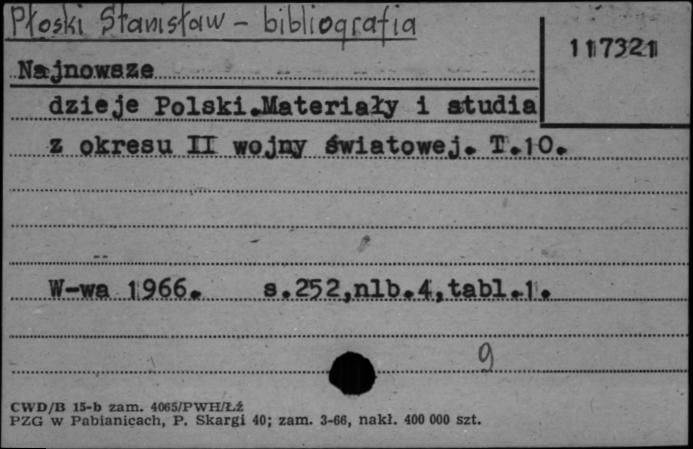 Płoski Stanisław - bibliografia
117321
Najnowsze
dzieje Polski.Materiały i studia
z okresu II wojny światowej. T.10.
W-wa 1966. s.252,nlb.4,tabl.1.
9
CWD/B 15-b zam. 4065/PWH/Łź
PZG w Pabianicach, P. Skargi 40; zam. 3-66, nakł. 400 000 szt.